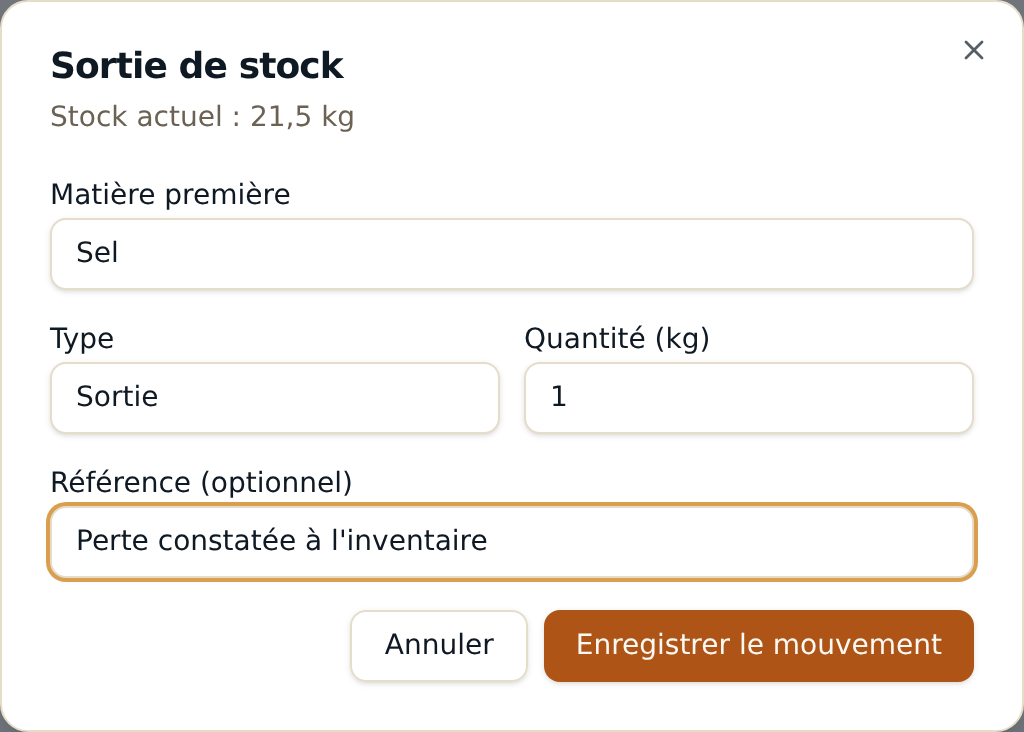 Sortie de stock
Stock actuel : 21,5 kg
Matière première
Sel
Type
Quantité (kg)
Sortie
1
Référence (optionnel)
Perte constatée à l'inventaire
Annuler
Enregistrer le mouvement